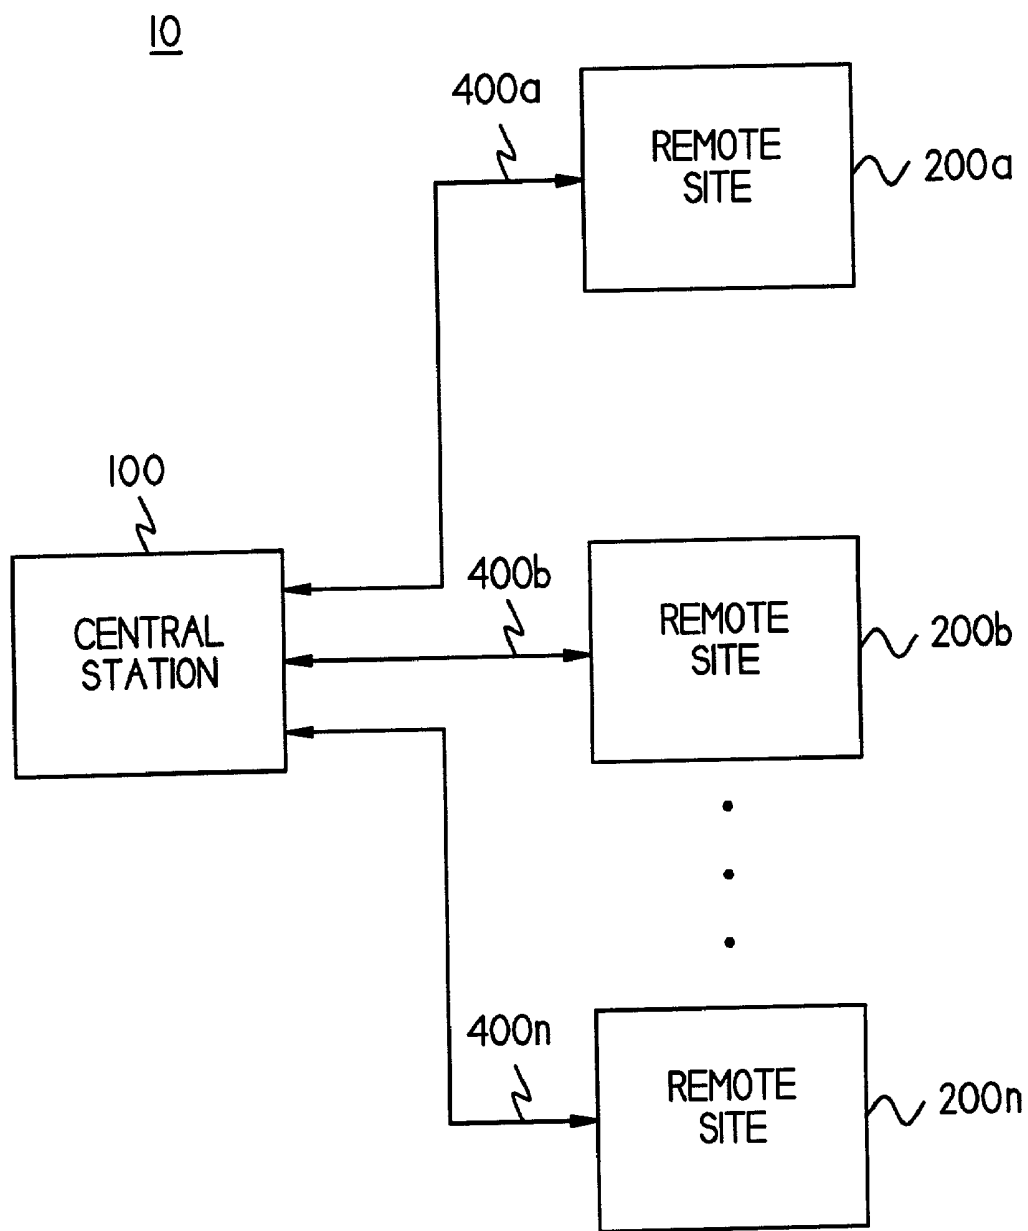 10
400a
REMOTE
SITE
200a
100
CENTRAL
STATION
400b
REMOTE
SITE
200b
400n
REMOTE
SITE
200n